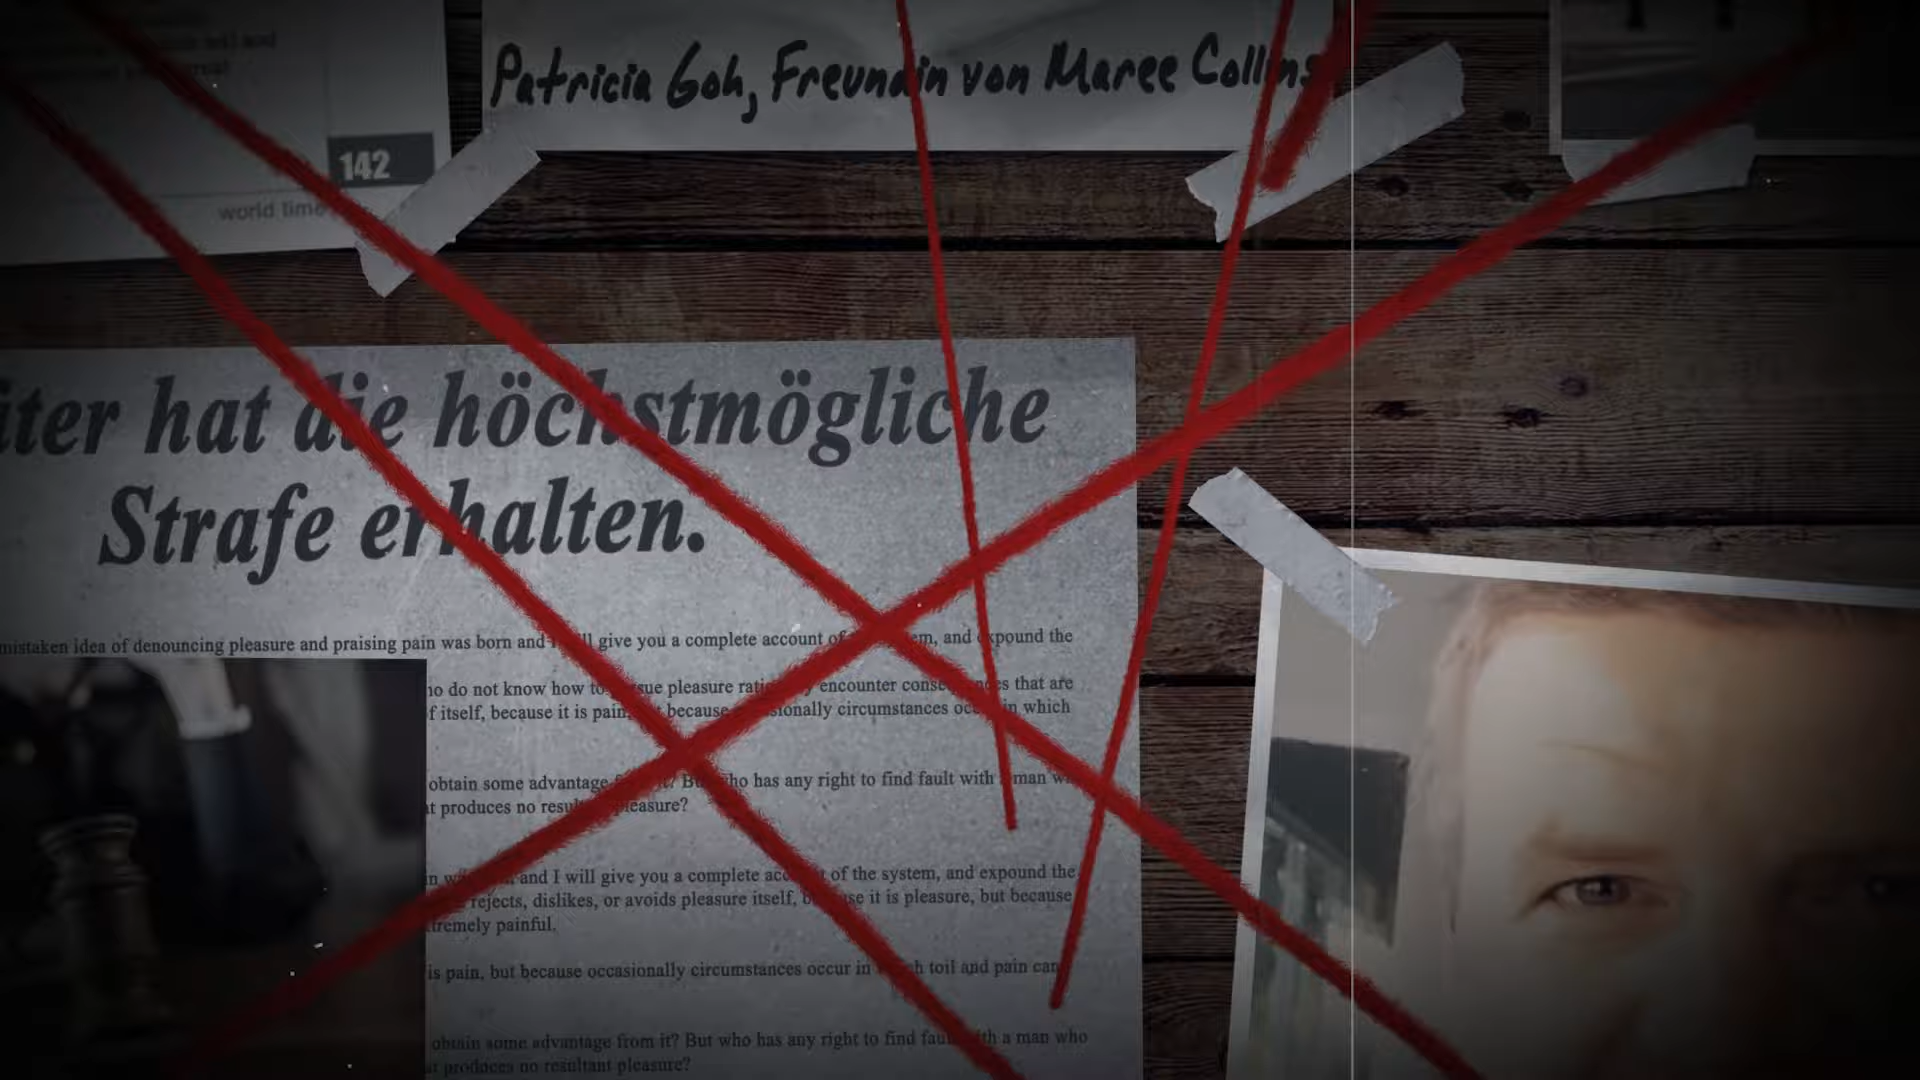 142
world time
Patricia Goh, Freundin von Maree Collins
iter hat die höchstmögliche
Strafe erhalten.
mistaken idea of denouncing pleasure and praising pain was born and I will give you a complete account of the system, and expound the
do not know how to pursue pleasure rationally encounter consequences that are
itself, because it is pain, but because occasionally circumstances occur in which
obtain some advantage from it? But who has any right to find fault with a man
produces no resultant pleasure?
and I will give you a complete account of the system, and expound the
rejects, dislikes, or avoids pleasure itself, because it is pleasure, but because
extremely painful.
is pain, but because occasionally circumstances occur in which toil and pain can
obtain some advantage from it? But who has any right to find fault with a man who
produces no resultant pleasure?